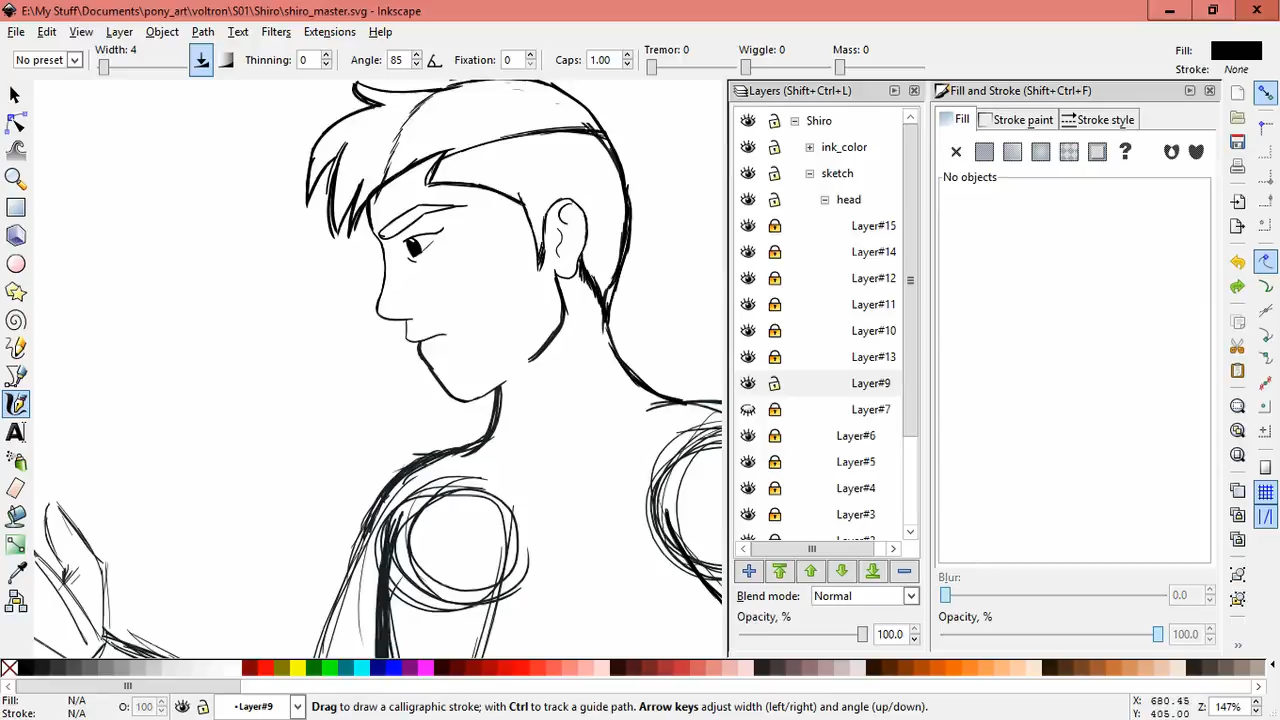 E:\My Stuff\Documents\pony_art\voltron\S01\Shiro\shiro_master.svg - Inkscape
File Edit View Layer Object Path Filters Text Extensions Help
No preset Width: 4 Thinning: 0 Angle: 85 Fixation: 0 Caps: 1.00 Tremor: 0 Wiggle: 0 Mass: 0 Fill:
Stroke: None
Layers (Shift+Ctrl+L)
Shiro
ink_color
sketch
head
Layer#15
Layer#14
Layer#12
Layer#11
Layer#10
Layer#13
Layer#9
Layer#7
Layer#6
Layer#5
Layer#4
Layer#3
Blend mode: Normal
Opacity, %
100.0
Fill and Stroke (Shift+Ctrl+F)
Fill Stroke paint Stroke style
No objects
Blur:
0.0
Opacity, %
100.0
Fill: N/A
Stroke: N/A
O: 100
•Layer#9
Drag to draw a calligraphic stroke; with Ctrl to track a guide path. Arrow keys adjust width (left/right) and angle (up/down).
X: 680.45
Y: 405.00
147%